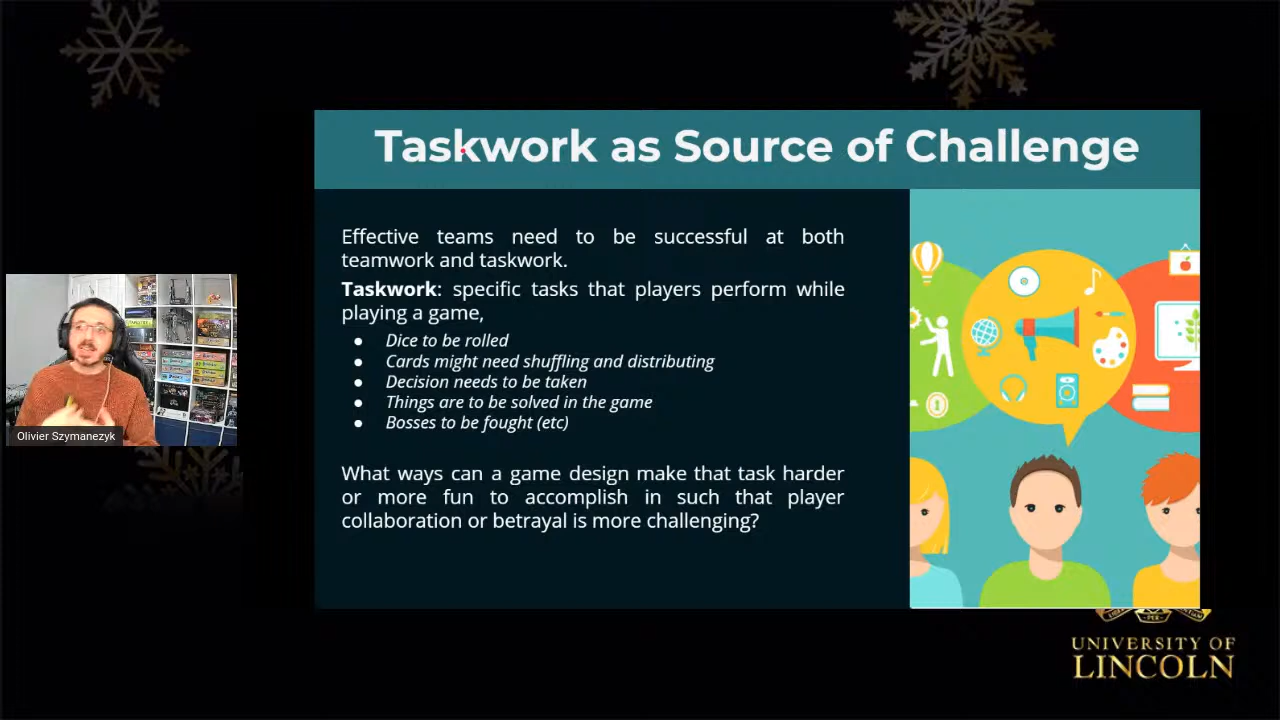 Taskwork as Source of Challenge
Effective teams need to be successful at both
teamwork and taskwork.
Taskwork: specific tasks that players perform while
playing a game,
● Dice to be rolled
● Cards might need shuffling and distributing
● Decision needs to be taken
● Things are to be solved in the game
● Bosses to be fought (etc)
What ways can a game design make that task harder
or more fun to accomplish in such that player
collaboration or betrayal is more challenging?
Olivier Szymanezyk
UNIVERSITY OF
LINCOLN